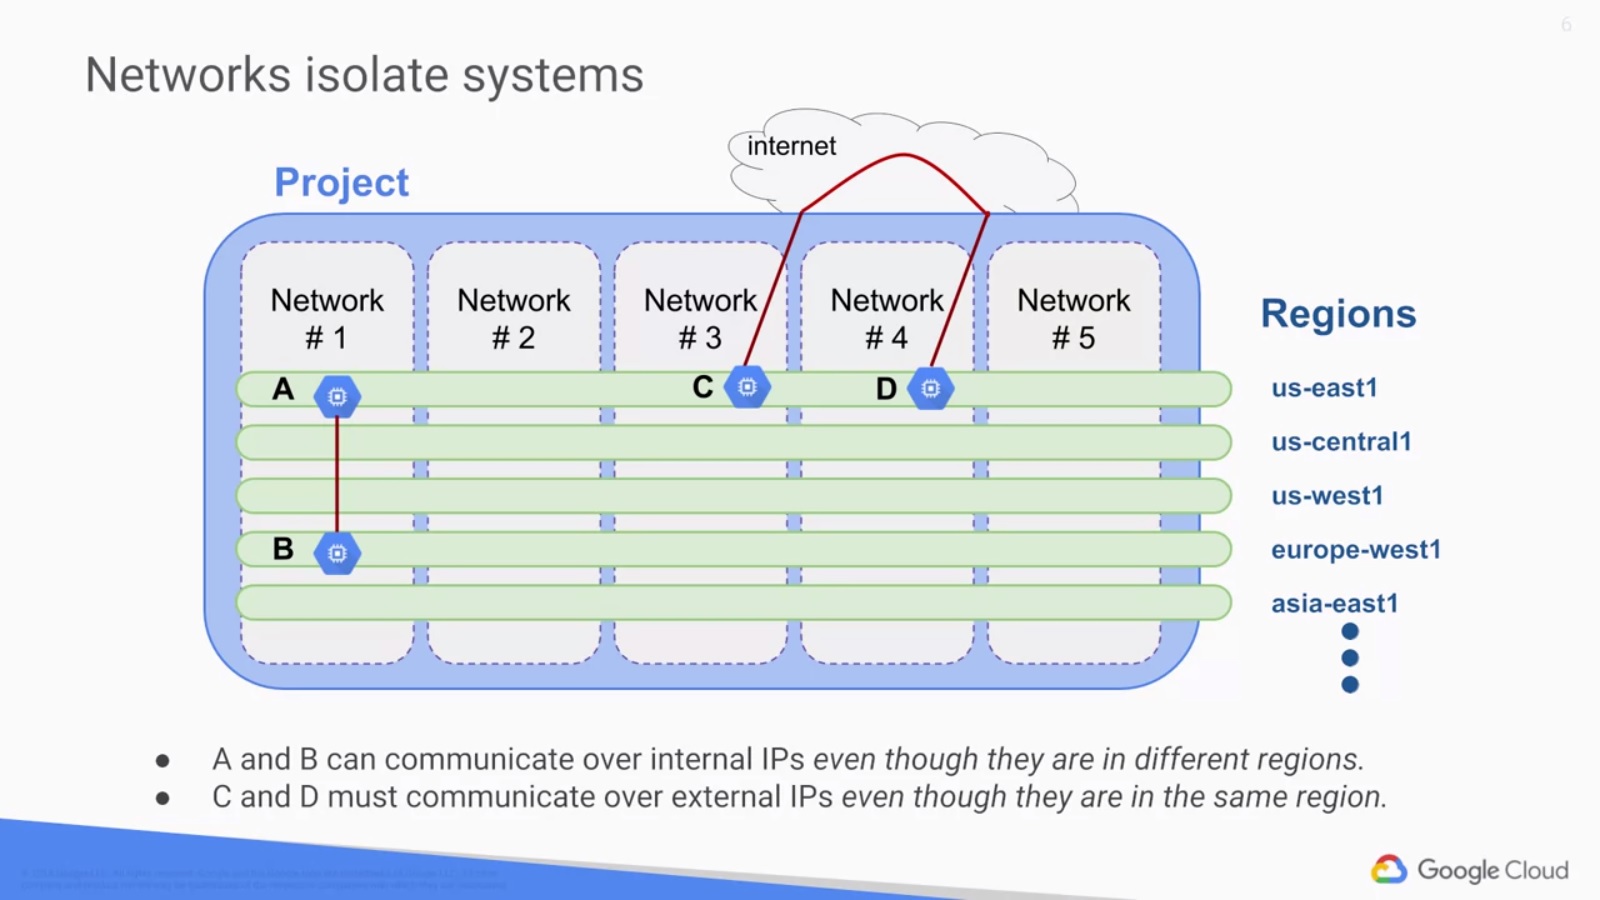 6
Networks isolate systems
internet
Project
Network
# 1
Network
# 2
Network
# 3
Network
# 4
Network
# 5
Regions
A
C
D
us-east1
us-central1
us-west1
B
europe-west1
asia-east1
● A and B can communicate over internal IPs even though they are in different regions.
● C and D must communicate over external IPs even though they are in the same region.
Google Cloud